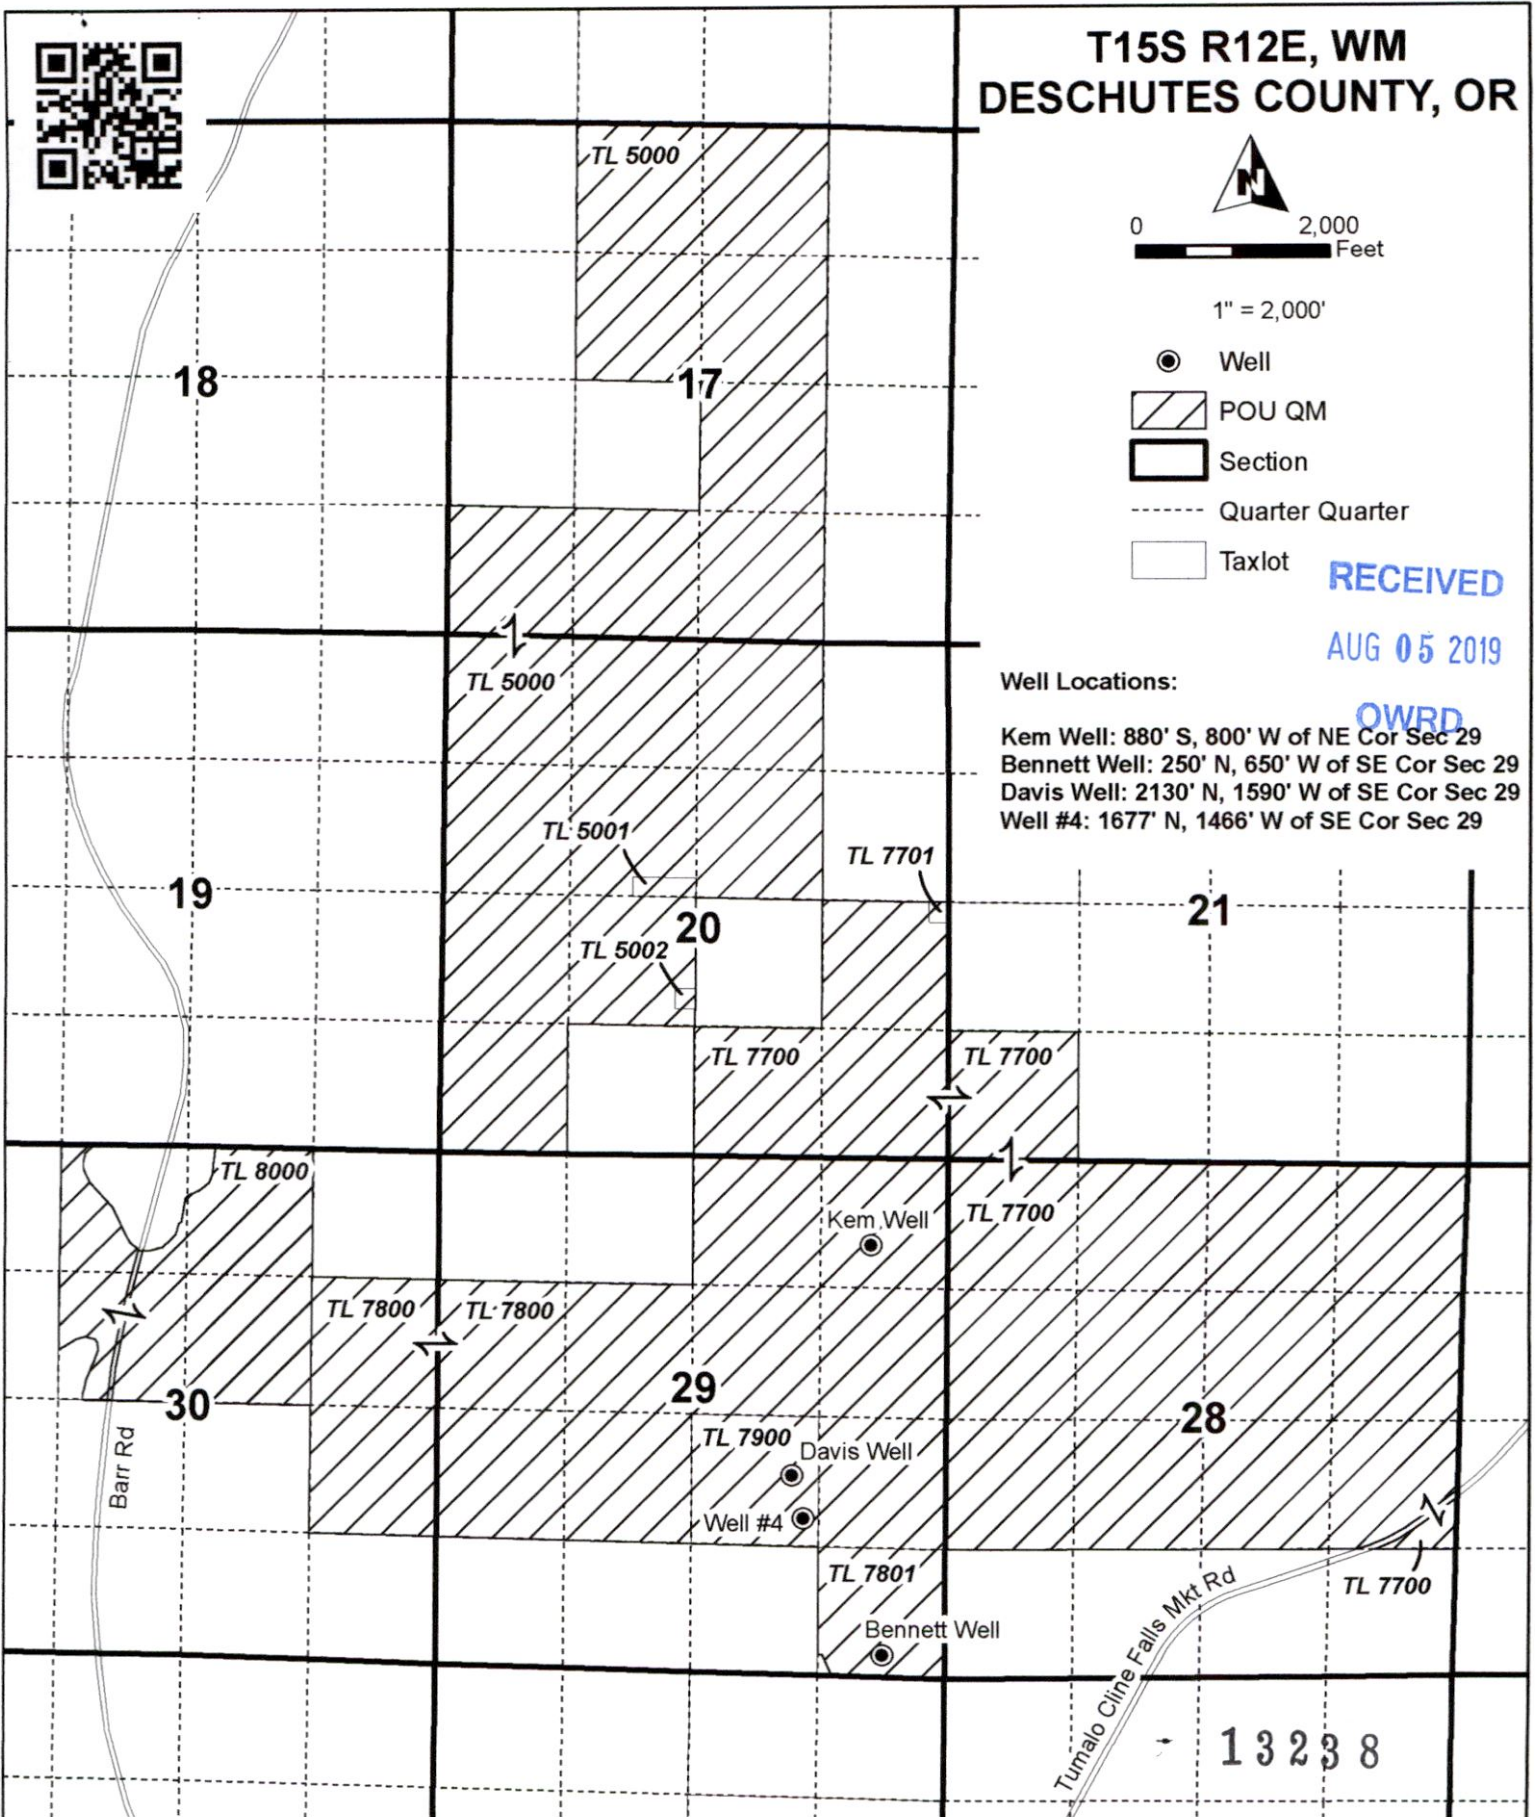 T15S R12E, WM
DESCHUTES COUNTY, OR
N
0 2,000
Feet
1" = 2,000'
Well
POU QM
Section
Quarter Quarter
Taxlot
RECEIVED
AUG 05 2019
OWRD
Well Locations:
Kem Well: 880' S, 800' W of NE Cor Sec 29
Bennett Well: 250' N, 650' W of SE Cor Sec 29
Davis Well: 2130' N, 1590' W of SE Cor Sec 29
Well #4: 1677' N, 1466' W of SE Cor Sec 29
TL 5000
18
17
TL 5000
TL 5001
TL 7701
19
20
21
TL 5002
TL 7700
TL 7700
TL 8000
Kem Well
TL 7700
TL 7800
TL 7800
30
29
28
Barr Rd
TL 7900
Davis Well
Well #4
TL 7801
TL 7700
Bennett Well
Tumalo Cline Falls Mkt Rd
13238